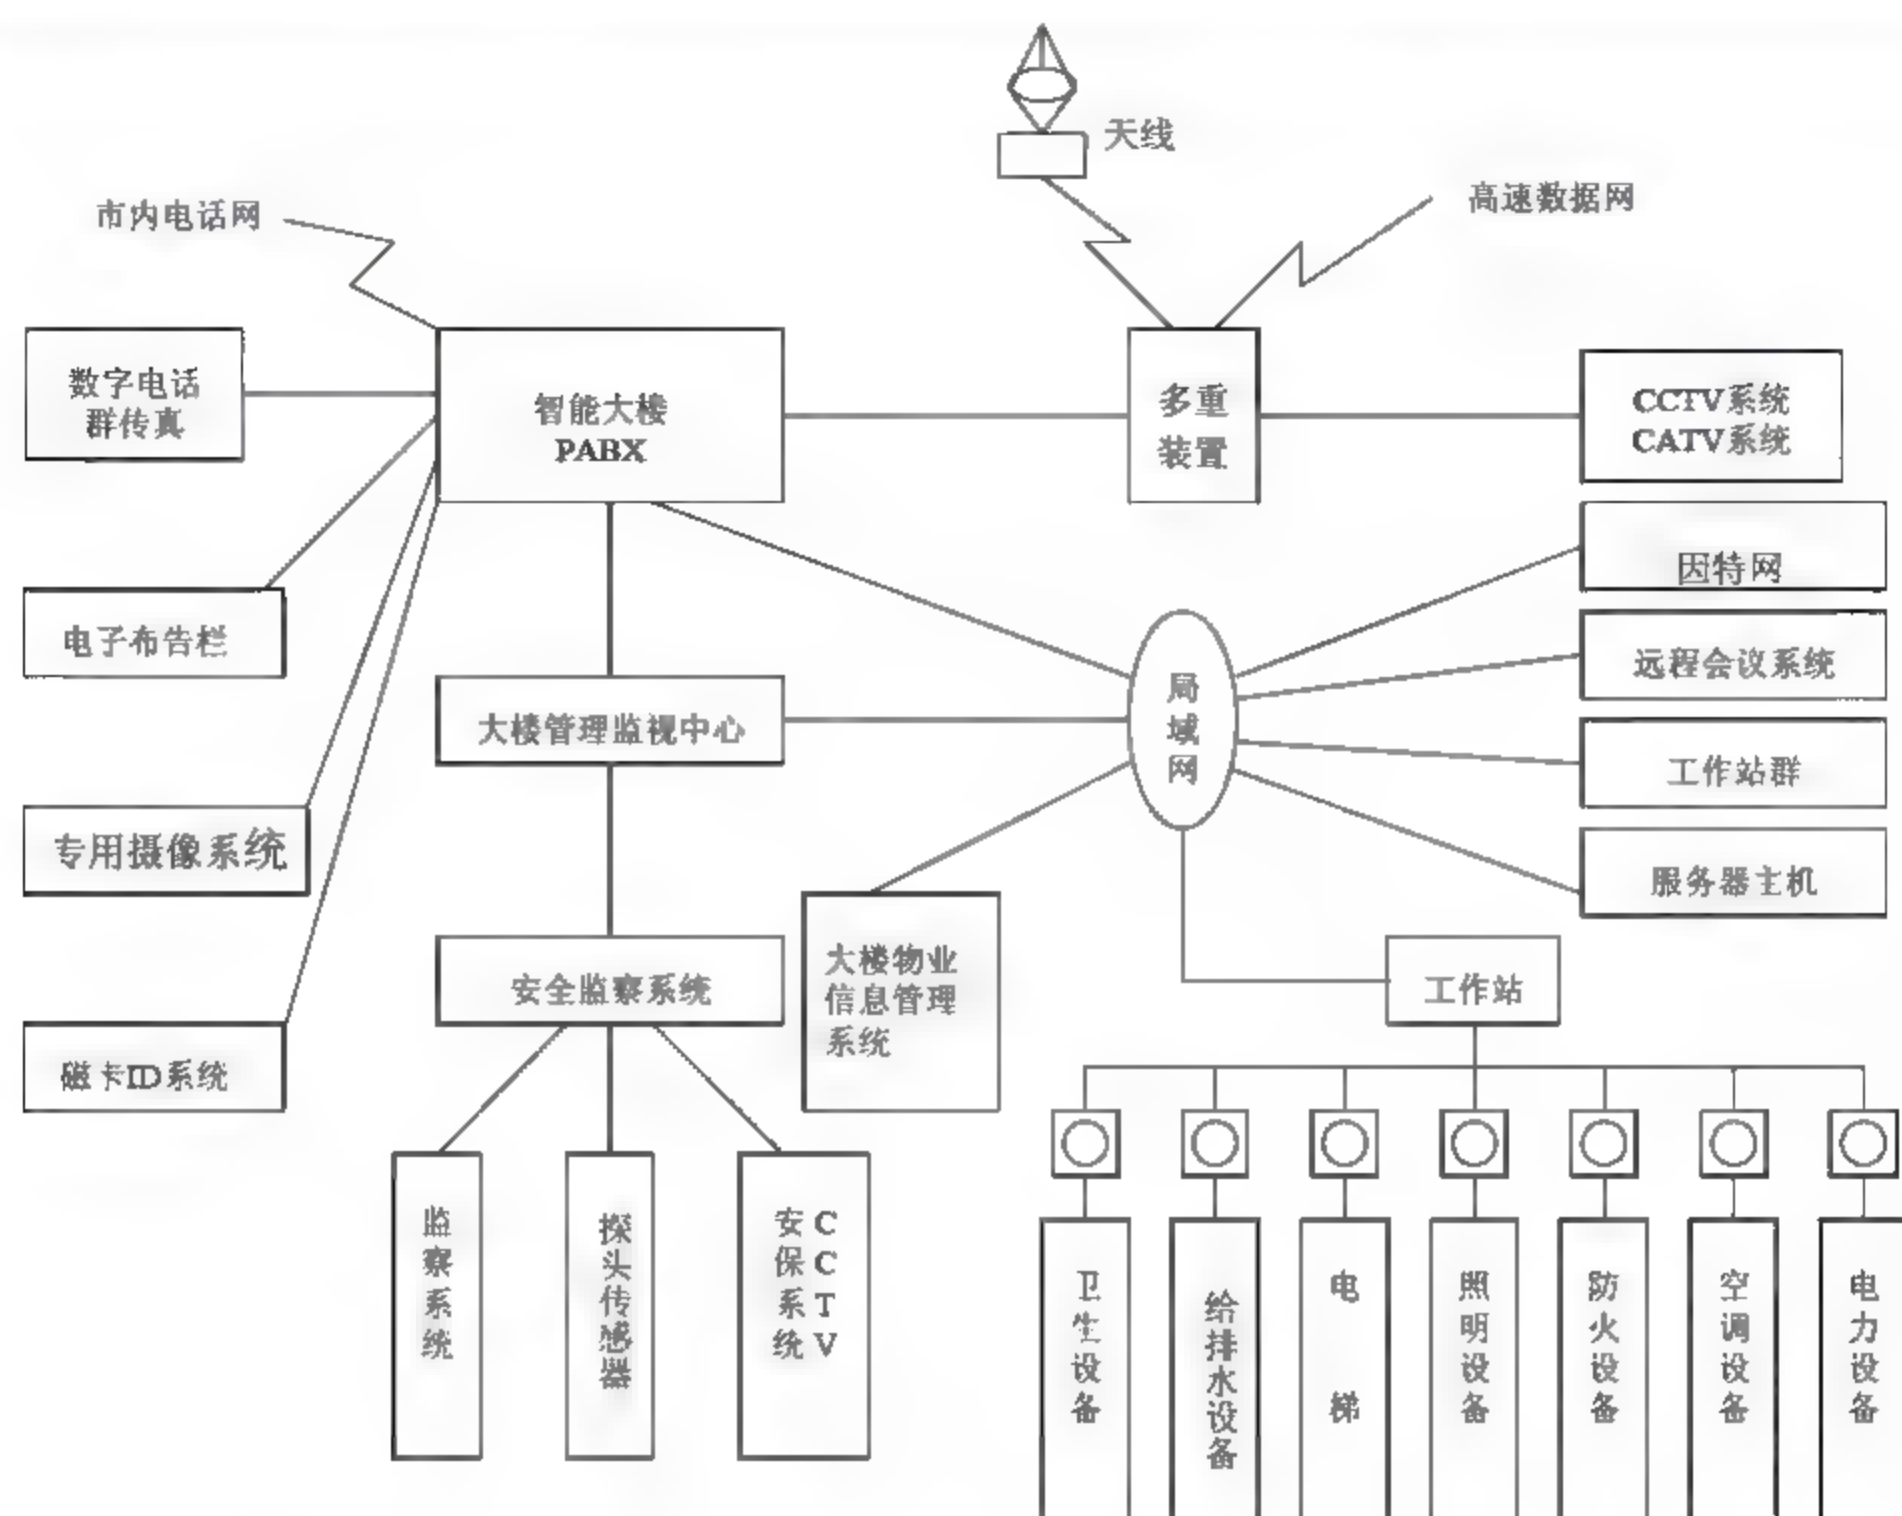 天线
市内电话网
高速数据网
数字电话
群传真
智能大楼
PABX
多重
装置
CCTV系统
CATV系统
因特网
电子布告栏
远程会议系统
局域网
大楼管理监视中心
工作站群
专用摄像系统
服务器主机
安全监察系统
大楼物业
信息管理
系统
工作站
磁卡ID系统
监察系统
探头传感器
安保系统
CCTV
卫生设备
给排水设备
电梯
照明设备
防火设备
空调设备
电力设备